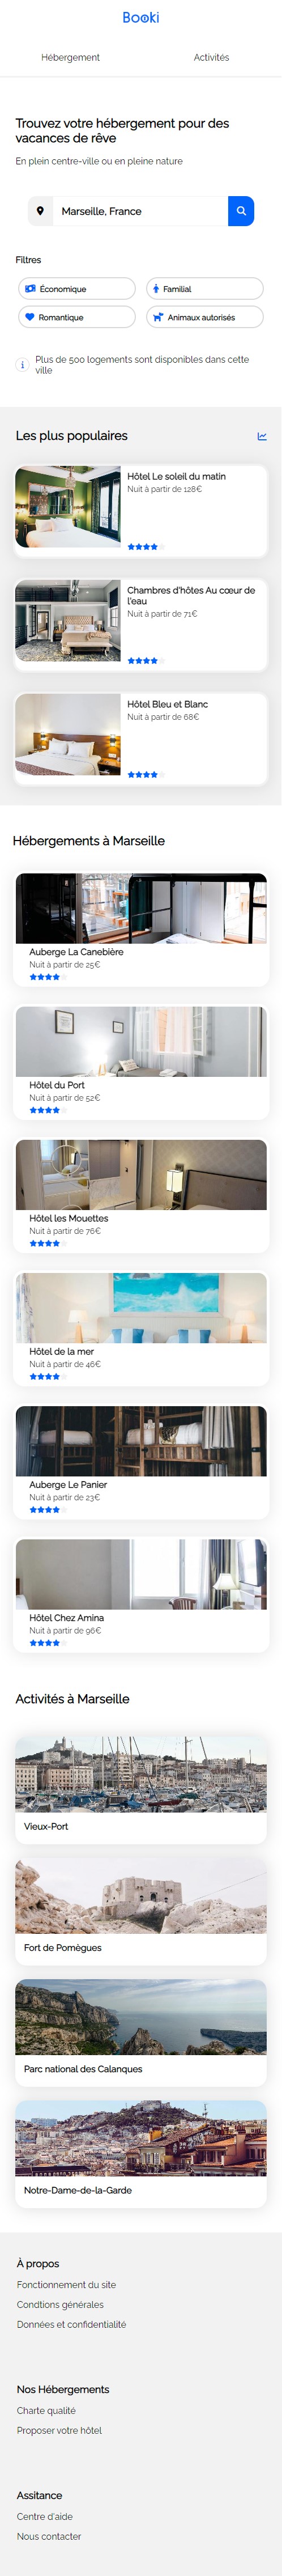 Booki
Hébergement
Activités
Trouvez votre hébergement pour des
vacances de rêve
En plein centre-ville ou en pleine nature
Marseille, France
Filtres
Économique
Familial
Romantique
Animaux autorisés
Plus de 500 logements sont disponibles dans cette
ville
Les plus populaires
Hôtel Le soleil du matin
Nuit à partir de 128€
Chambres d'hôtes Au cœur de
l'eau
Nuit à partir de 71€
Hôtel Bleu et Blanc
Nuit à partir de 68€
Hébergements à Marseille
Auberge La Canebière
Nuit à partir de 25€
Hôtel du Port
Nuit à partir de 52€
Hôtel les Mouettes
Nuit à partir de 76€
Hôtel de la mer
Nuit à partir de 46€
Auberge Le Panier
Nuit à partir de 23€
Hôtel Chez Amina
Nuit à partir de 96€
Activités à Marseille
Vieux-Port
Fort de Pomègues
Parc national des Calanques
Notre-Dame-de-la-Garde
À propos
Fonctionnement du site
Condtions générales
Données et confidentialité
Nos Hébergements
Charte qualité
Proposer votre hôtel
Assitance
Centre d'aide
Nous contacter